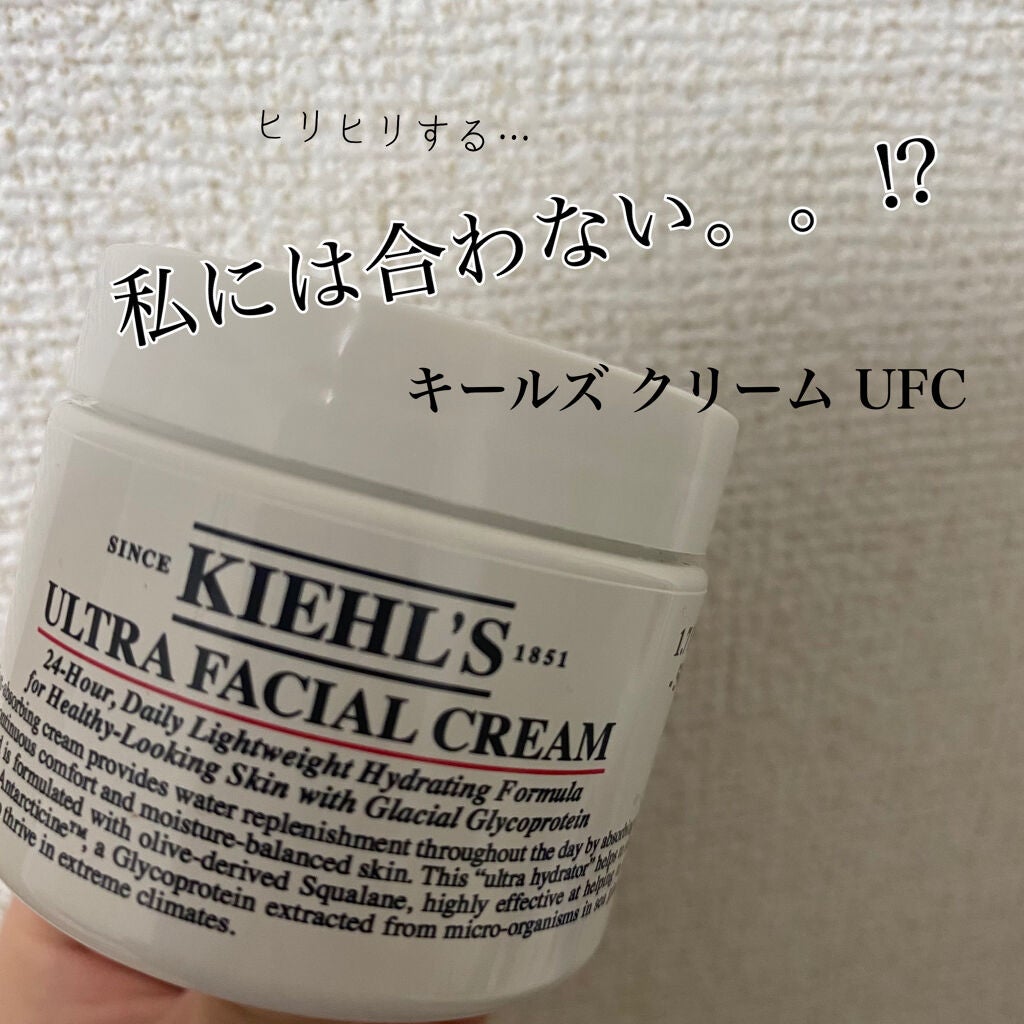 ヒリヒリする…
私には合わない。。⁉
キールズ クリーム UFC
SINCE KIEHL'S 1851
ULTRA FACIAL CREAM
24-Hour, Daily Lightweight Hydrating Formula
for Healthy-Looking Skin with Glacial Glycoprotein
cream provides water replenishment throughout the day by
comfort and moisture-balanced skin. This “ultra hydrator” helps
is formulated with olive-derived Squalane, highly effective at helping
Antarcticine™, a Glycoprotein extracted from micro-organisms in sea
thrive in extreme climates.